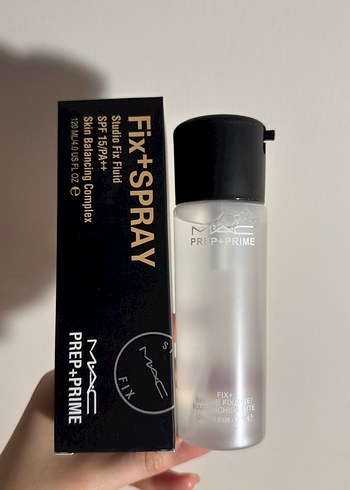 Fix+SPRAY
Studio Fix Fluid
SPF 15/PA++
Skin Balancing Complex
120 ML/4.0 US FL OZ ℮
MAC
PREP+PRIME
MAC
FIX
MAC
PREP+PRIME
FIX+